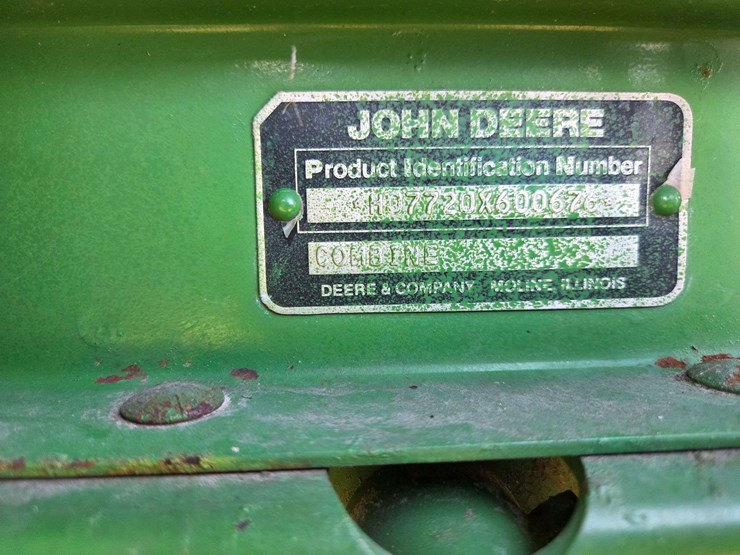 JOHN DEERE
Product Identification Number
H07720X600676
COMBINE
DEERE & COMPANY MOLINE, ILLINOIS